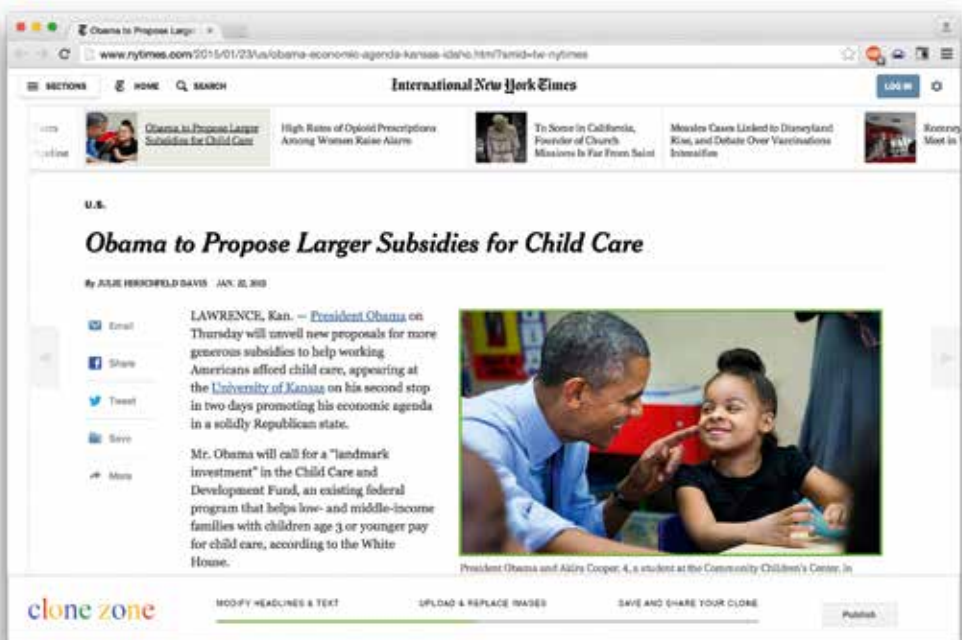 Obama to Propose Large
www.nytimes.com/2015/01/23/us/obama-economic-agenda-kansas-idaho.html?smid=tw-nytimes
SECTIONS HOME SEARCH International New York Times LOG IN
Obama to Propose Larger
Subsidies for Child Care
High Rates of Opioid Prescriptions
Among Women Raise Alarm
To Some in California,
Founder of Church
Missions Is Far From Saint
Measles Cases Linked to Disneyland
Rise, and Debate Over Vaccinations
Intensifies
Romney
Meet in
U.S.
Obama to Propose Larger Subsidies for Child Care
By JULIE HIRSCHFELD DAVIS JAN. 22, 2015
Email
Share
Tweet
Save
More
LAWRENCE, Kan. — President Obama on
Thursday will unveil new proposals for more
generous subsidies to help working
Americans afford child care, appearing at
the University of Kansas on his second stop
in two days promoting his economic agenda
in a solidly Republican state.
Mr. Obama will call for a "landmark
investment" in the Child Care and
Development Fund, an existing federal
program that helps low- and middle-income
families with children age 3 or younger pay
for child care, according to the White
House.
President Obama and Akira Cooper, 4, a student at the Community Children's Center, in
clone zone
MODIFY HEADLINES & TEXT
UPLOAD & REPLACE IMAGES
SAVE AND SHARE YOUR CLONE
Publish